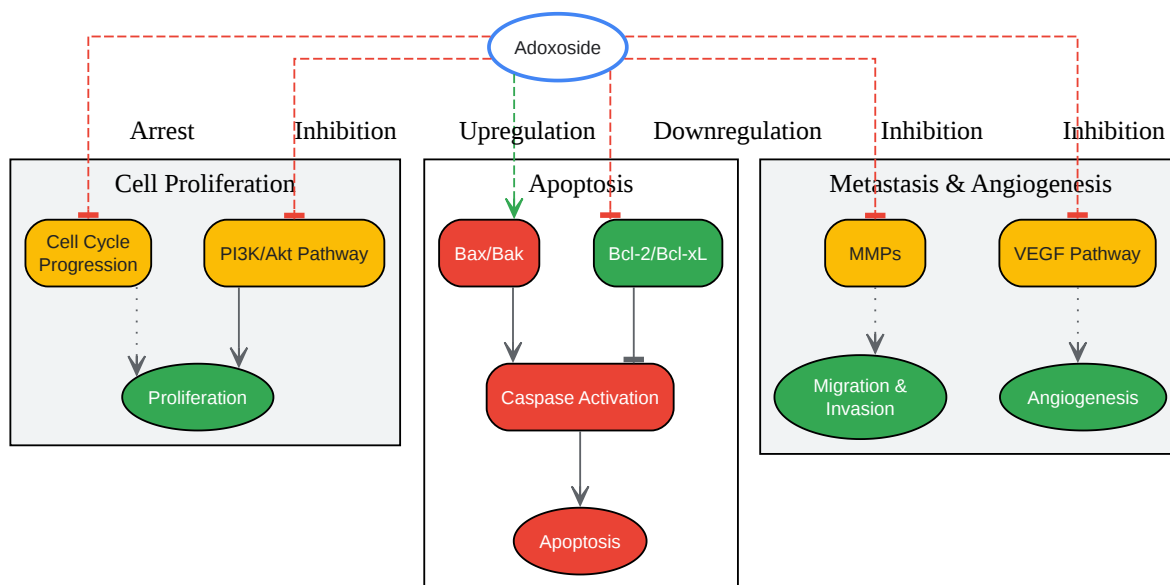 Adoxoside
Arrest
Inhibition
Upregulation
Downregulation
Inhibition
Inhibition
Cell Proliferation
Apoptosis
Metastasis & Angiogenesis
Cell Cycle
Progression
PI3K/Akt Pathway
Bax/Bak
Bcl-2/Bcl-xL
MMPs
VEGF Pathway
Proliferation
Caspase Activation
Migration &
Invasion
Angiogenesis
Apoptosis